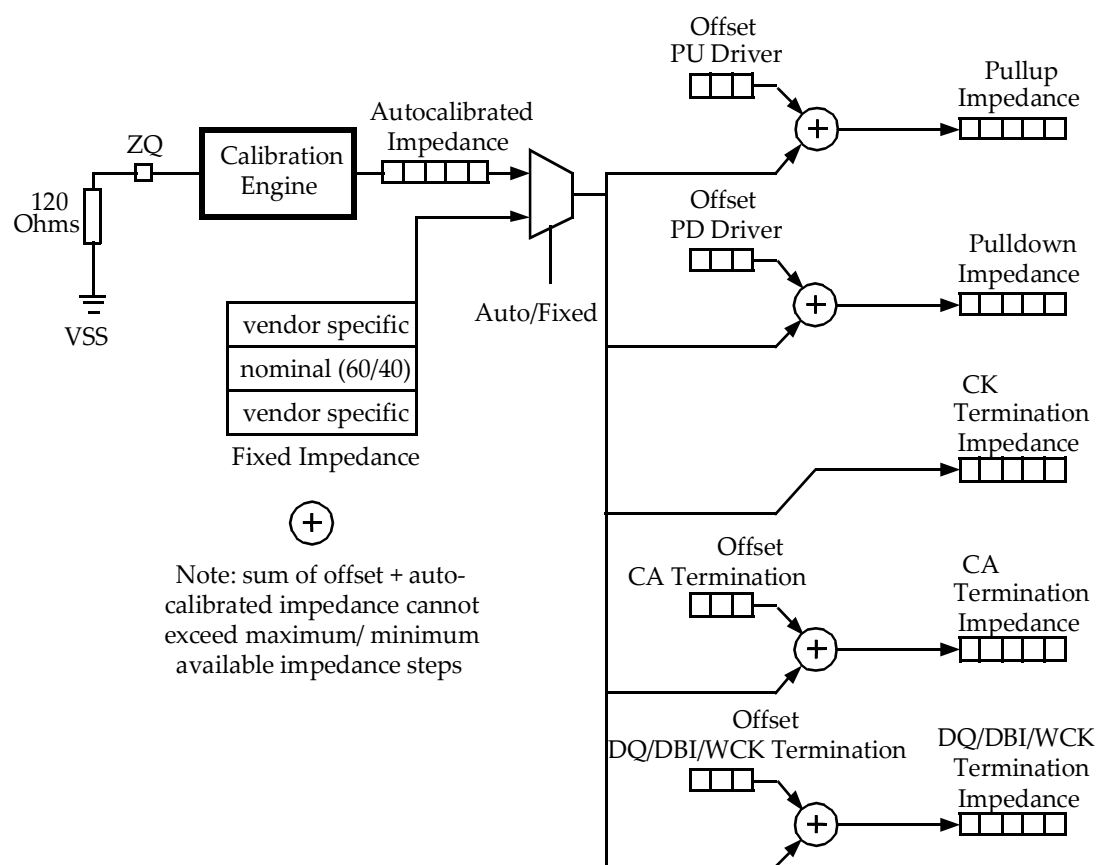 Offset
PU Driver
Pullup
Impedance
+
Autocalibrated
Impedance
ZQ
Calibration
Engine
120
Ohms
VSS
Offset
PD Driver
Pulldown
Impedance
+
Auto/Fixed
vendor specific
nominal (60/40)
vendor specific
Fixed Impedance
CK
Termination
Impedance
+
Note: sum of offset + auto-
calibrated impedance cannot
exceed maximum/ minimum
available impedance steps
Offset
CA Termination
CA
Termination
Impedance
+
Offset
DQ/DBI/WCK Termination
DQ/DBI/WCK
Termination
Impedance
+